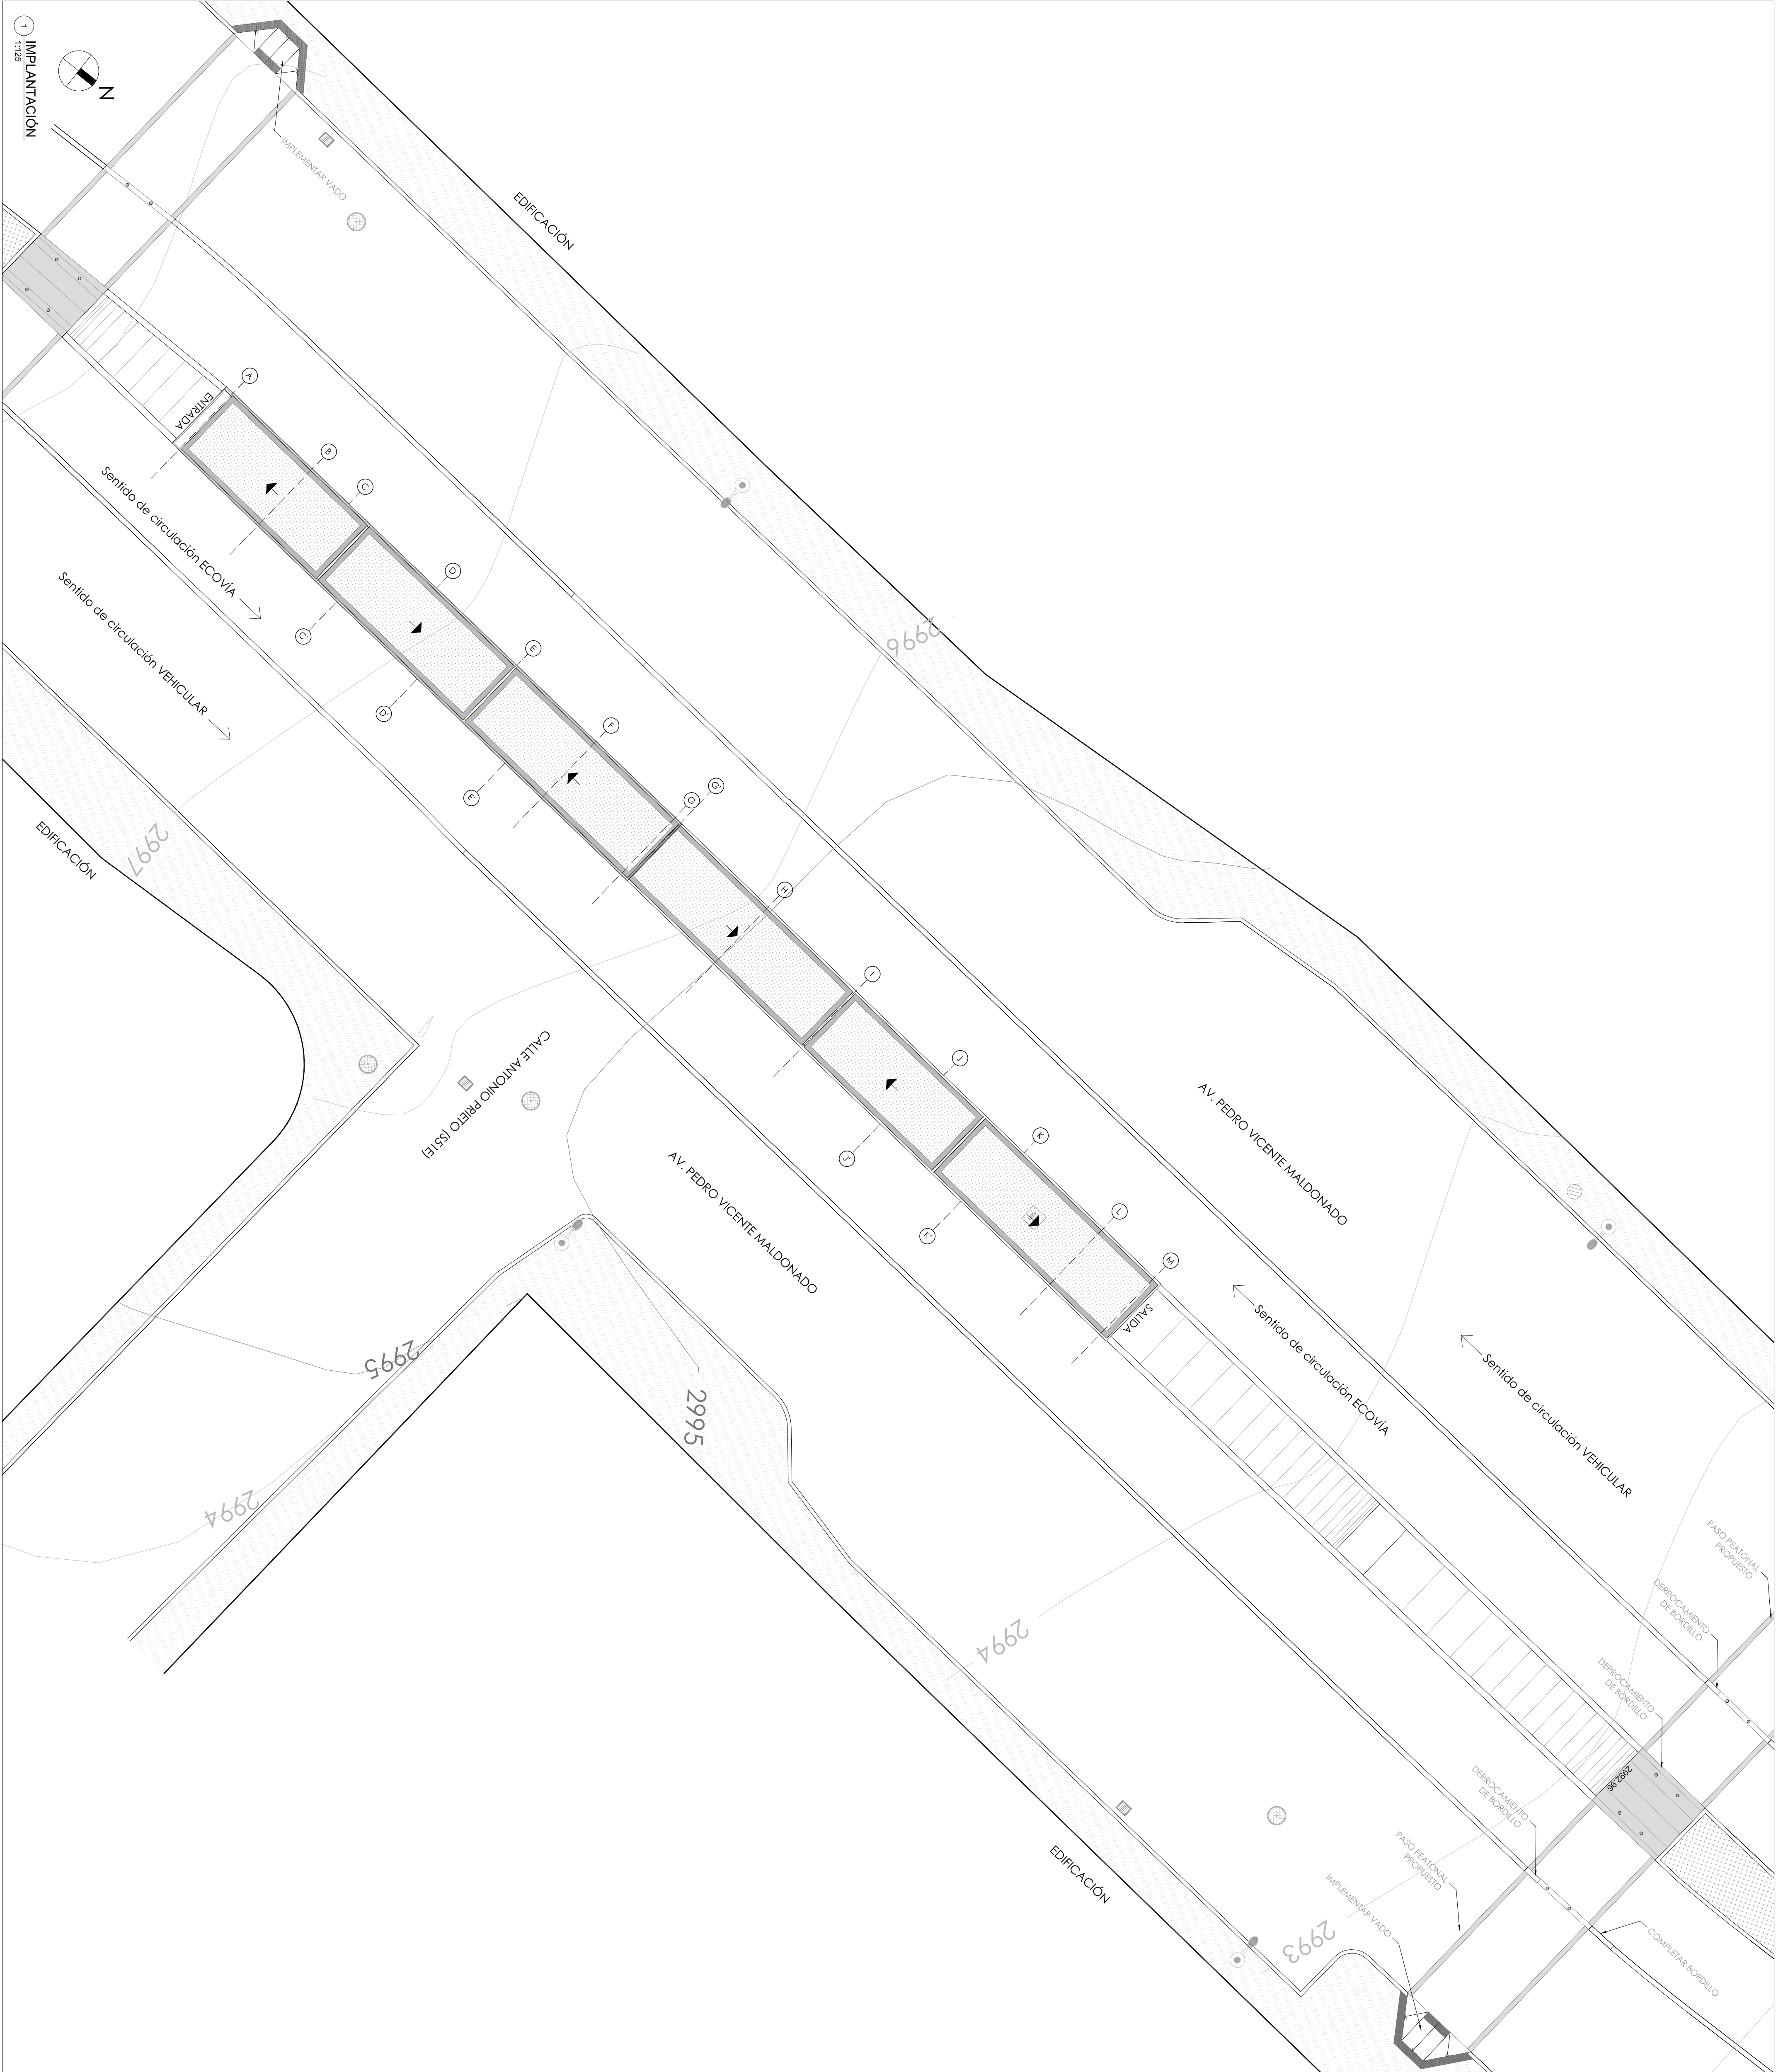 1
IMPLANTACIÓN
1:125
N
IMPLEMENTAR VADO
EDIFICACIÓN
ENTRADA
A
B
C
C'
D
D'
E
E'
F
G
G'
H
I
J
J'
K
K'
L
M
SALIDA
Sentido de circulación ECOVÍA
Sentido de circulación VEHICULAR
EDIFICACIÓN
2997
2996
CALLE ANTONIO PRIETO (S51E)
AV. PEDRO VICENTE MALDONADO
AV. PEDRO VICENTE MALDONADO
Sentido de circulación ECOVÍA
Sentido de circulación VEHICULAR
2995
2995
2994
2994
PASO PEATONAL
PROPUESTO
DERROCAMIENTO
DE BORDILLO
DERROCAMIENTO
DE BORDILLO
2992.96
DERROCAMIENTO
DE BORDILLO
PASO PEATONAL
PROPUESTO
IMPLEMENTAR VADO
COMPLETAR BORDILLO
EDIFICACIÓN
2993